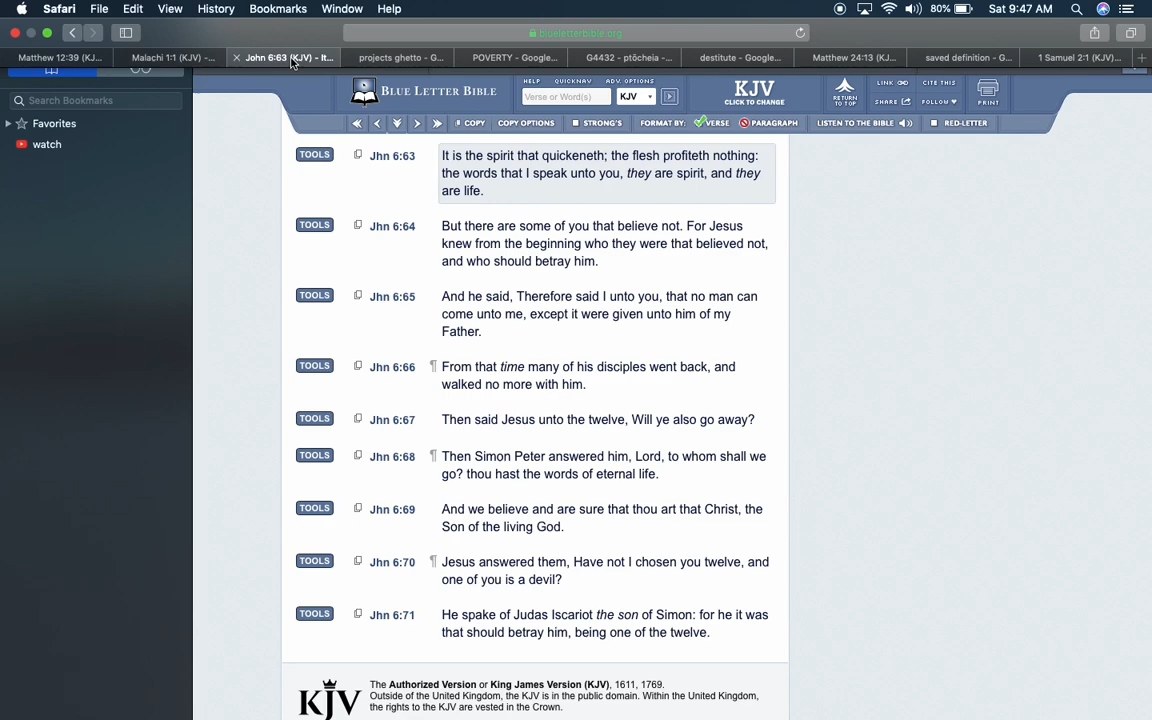 Safari File Edit View History Bookmarks Window Help 80% Sat 9:47 AM
blueletterbible.org
Matthew 12:39 (KJ... Malachi 1:1 (KJV) -... John 6:63 (KJV) - It... projects ghetto - G... POVERTY - Google... G4432 - ptōcheia -... destitute - Google... Matthew 24:13 (KJ... saved definition - G... 1 Samuel 2:1 (KJV)...
Search Bookmarks
Favorites
watch
BLUE LETTER BIBLE
HELP QUICKNAV ADV. OPTIONS
Verse or Word(s) KJV
KJV
CLICK TO CHANGE
RETURN
TO TOP
LINK CITE THIS
SHARE FOLLOW
PRINT
COPY COPY OPTIONS STRONG'S FORMAT BY: VERSE PARAGRAPH LISTEN TO THE BIBLE RED-LETTER
TOOLS Jhn 6:63 It is the spirit that quickeneth; the flesh profiteth nothing:
the words that I speak unto you, they are spirit, and they
are life.
TOOLS Jhn 6:64 But there are some of you that believe not. For Jesus
knew from the beginning who they were that believed not,
and who should betray him.
TOOLS Jhn 6:65 And he said, Therefore said I unto you, that no man can
come unto me, except it were given unto him of my
Father.
TOOLS Jhn 6:66 ¶ From that time many of his disciples went back, and
walked no more with him.
TOOLS Jhn 6:67 Then said Jesus unto the twelve, Will ye also go away?
TOOLS Jhn 6:68 ¶ Then Simon Peter answered him, Lord, to whom shall we
go? thou hast the words of eternal life.
TOOLS Jhn 6:69 And we believe and are sure that thou art that Christ, the
Son of the living God.
TOOLS Jhn 6:70 ¶ Jesus answered them, Have not I chosen you twelve, and
one of you is a devil?
TOOLS Jhn 6:71 He spake of Judas Iscariot the son of Simon: for he it was
that should betray him, being one of the twelve.
KJV
The Authorized Version or King James Version (KJV), 1611, 1769.
Outside of the United Kingdom, the KJV is in the public domain. Within the United Kingdom,
the rights to the KJV are vested in the Crown.